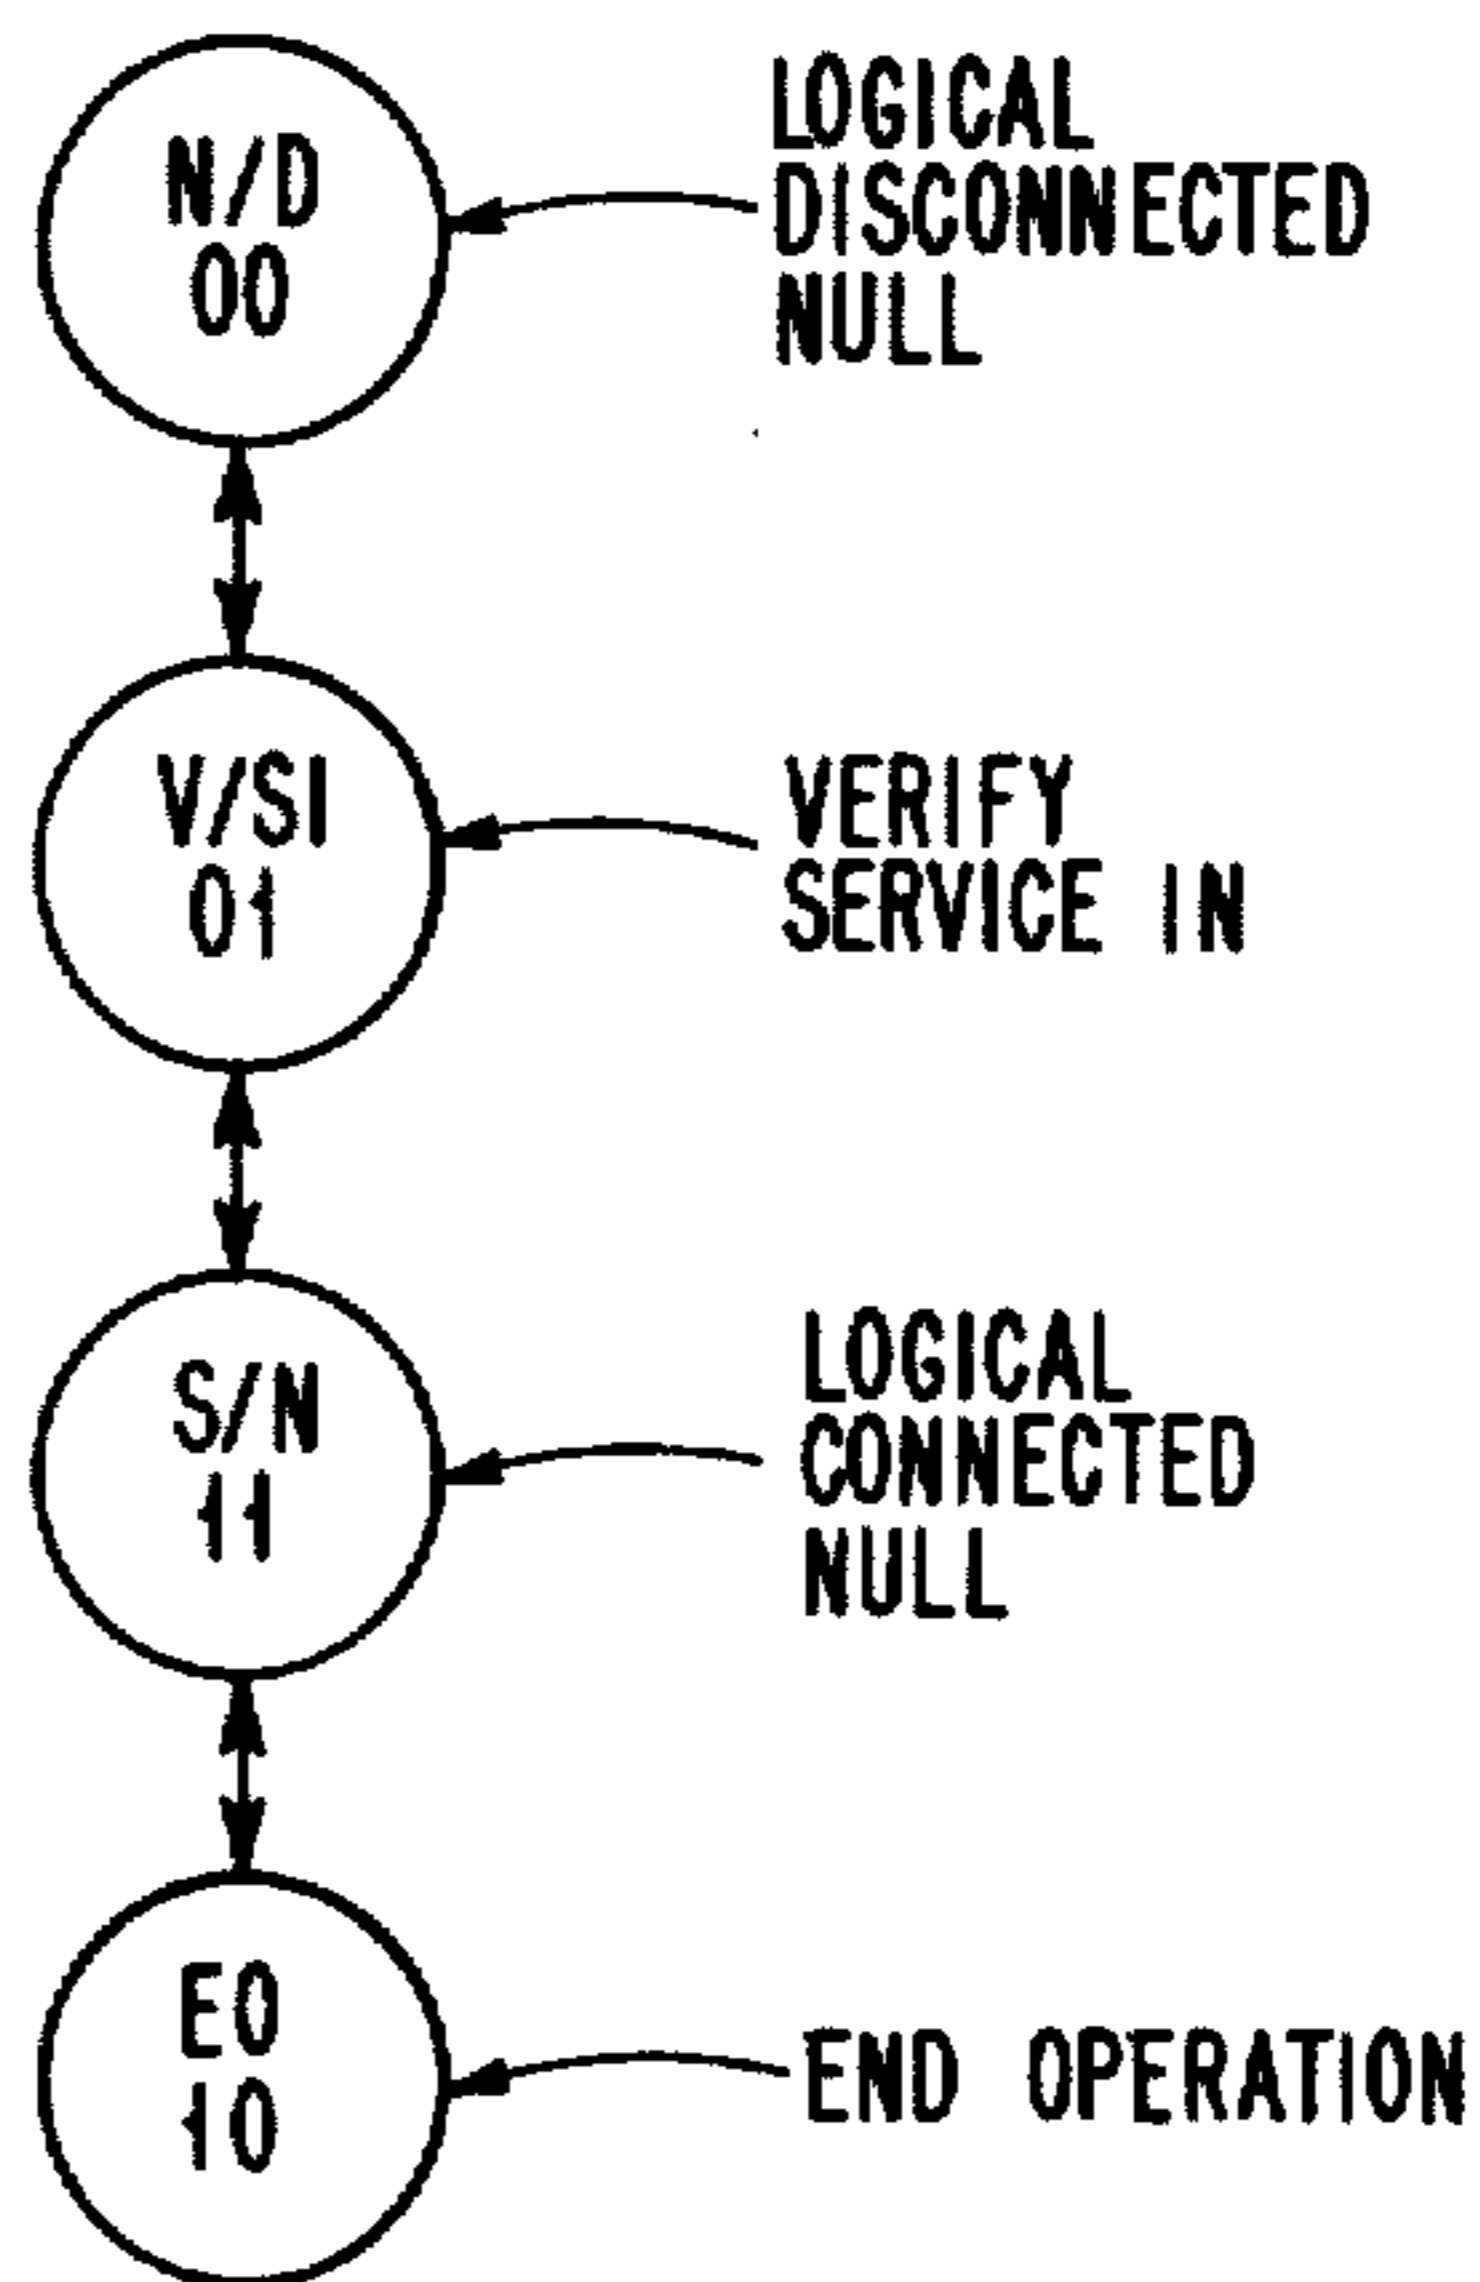 N/D
00
LOGICAL
DISCONNECTED
NULL
V/SI
01
VERIFY
SERVICE IN
S/N
11
LOGICAL
CONNECTED
NULL
EO
10
END OPERATION